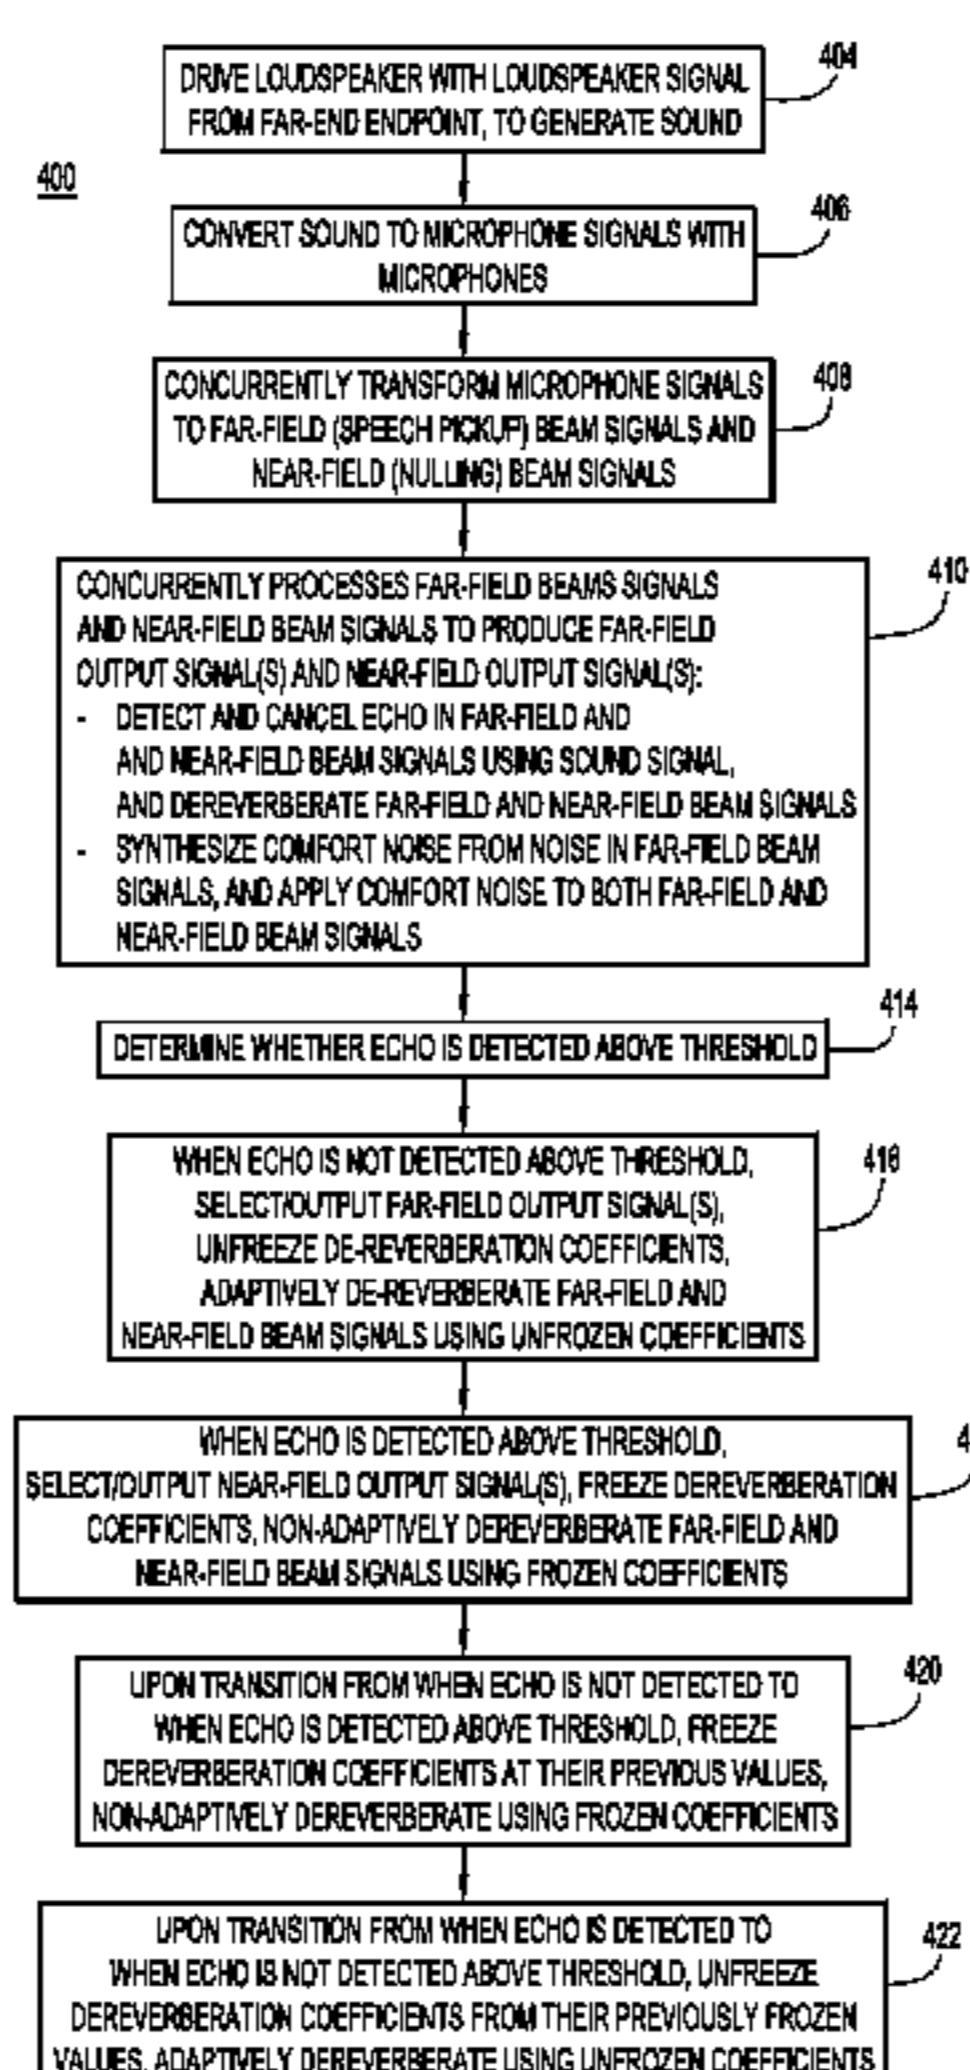 404
DRIVE LOUDSPEAKER WITH LOUDSPEAKER SIGNAL
FROM FAR-END ENDPOINT, TO GENERATE SOUND
400
406
CONVERT SOUND TO MICROPHONE SIGNALS WITH
MICROPHONES
408
CONCURRENTLY TRANSFORM MICROPHONE SIGNALS
TO FAR-FIELD (SPEECH PICKUP) BEAM SIGNALS AND
NEAR-FIELD (NULLING) BEAM SIGNALS
410
CONCURRENTLY PROCESSES FAR-FIELD BEAMS SIGNALS
AND NEAR-FIELD BEAM SIGNALS TO PRODUCE FAR-FIELD
OUTPUT SIGNAL(S) AND NEAR-FIELD OUTPUT SIGNAL(S):
- DETECT AND CANCEL ECHO IN FAR-FIELD AND
AND NEAR-FIELD BEAM SIGNALS USING SOUND SIGNAL,
AND DEREVERBERATE FAR-FIELD AND NEAR-FIELD BEAM SIGNALS
- SYNTHESIZE COMFORT NOISE FROM NOISE IN FAR-FIELD BEAM
SIGNALS, AND APPLY COMFORT NOISE TO BOTH FAR-FIELD AND
NEAR-FIELD BEAM SIGNALS
414
DETERMINE WHETHER ECHO IS DETECTED ABOVE THRESHOLD
416
WHEN ECHO IS NOT DETECTED ABOVE THRESHOLD,
SELECT/OUTPUT FAR-FIELD OUTPUT SIGNAL(S),
UNFREEZE DE-REVERBERATION COEFFICIENTS,
ADAPTIVELY DE-REVERBERATE FAR-FIELD AND
NEAR-FIELD BEAM SIGNALS USING UNFROZEN COEFFICIENTS
WHEN ECHO IS DETECTED ABOVE THRESHOLD,
SELECT/OUTPUT NEAR-FIELD OUTPUT SIGNAL(S), FREEZE DEREVERBERATION
COEFFICIENTS, NON-ADAPTIVELY DEREVERBERATE FAR-FIELD AND
NEAR-FIELD BEAM SIGNALS USING FROZEN COEFFICIENTS
420
UPON TRANSITION FROM WHEN ECHO IS NOT DETECTED TO
WHEN ECHO IS DETECTED ABOVE THRESHOLD, FREEZE
DEREVERBERATION COEFFICIENTS AT THEIR PREVIOUS VALUES,
NON-ADAPTIVELY DEREVERBERATE USING FROZEN COEFFICIENTS
422
UPON TRANSITION FROM WHEN ECHO IS DETECTED TO
WHEN ECHO IS NOT DETECTED ABOVE THRESHOLD, UNFREEZE
DEREVERBERATION COEFFICIENTS FROM THEIR PREVIOUSLY FROZEN
VALUES, ADAPTIVELY DEREVERBERATE USING UNFROZEN COEFFICIENTS